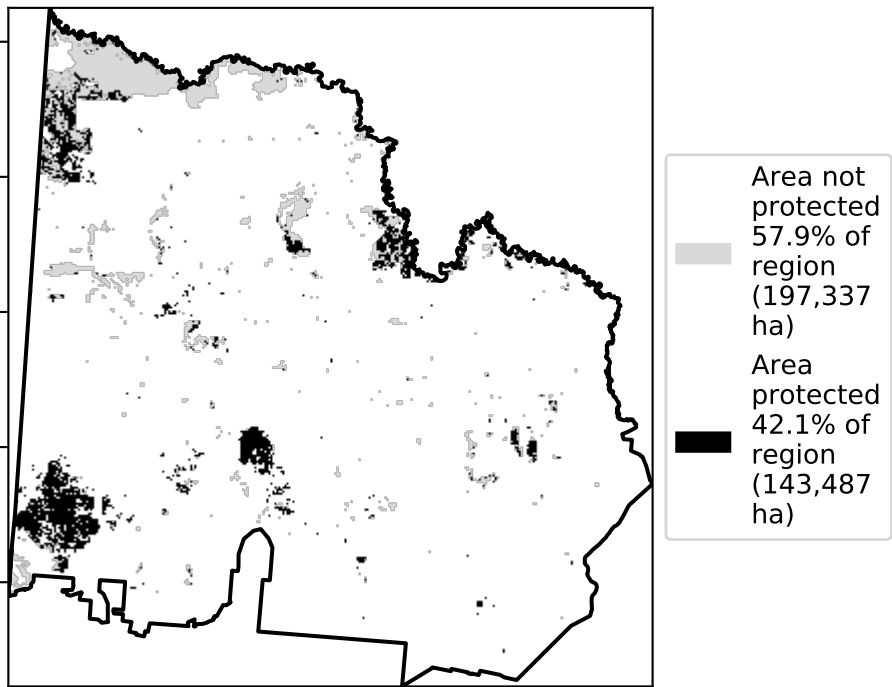 Area not
protected
57.9% of
region
(197,337
ha)
Area
protected
42.1% of
region
(143,487
ha)